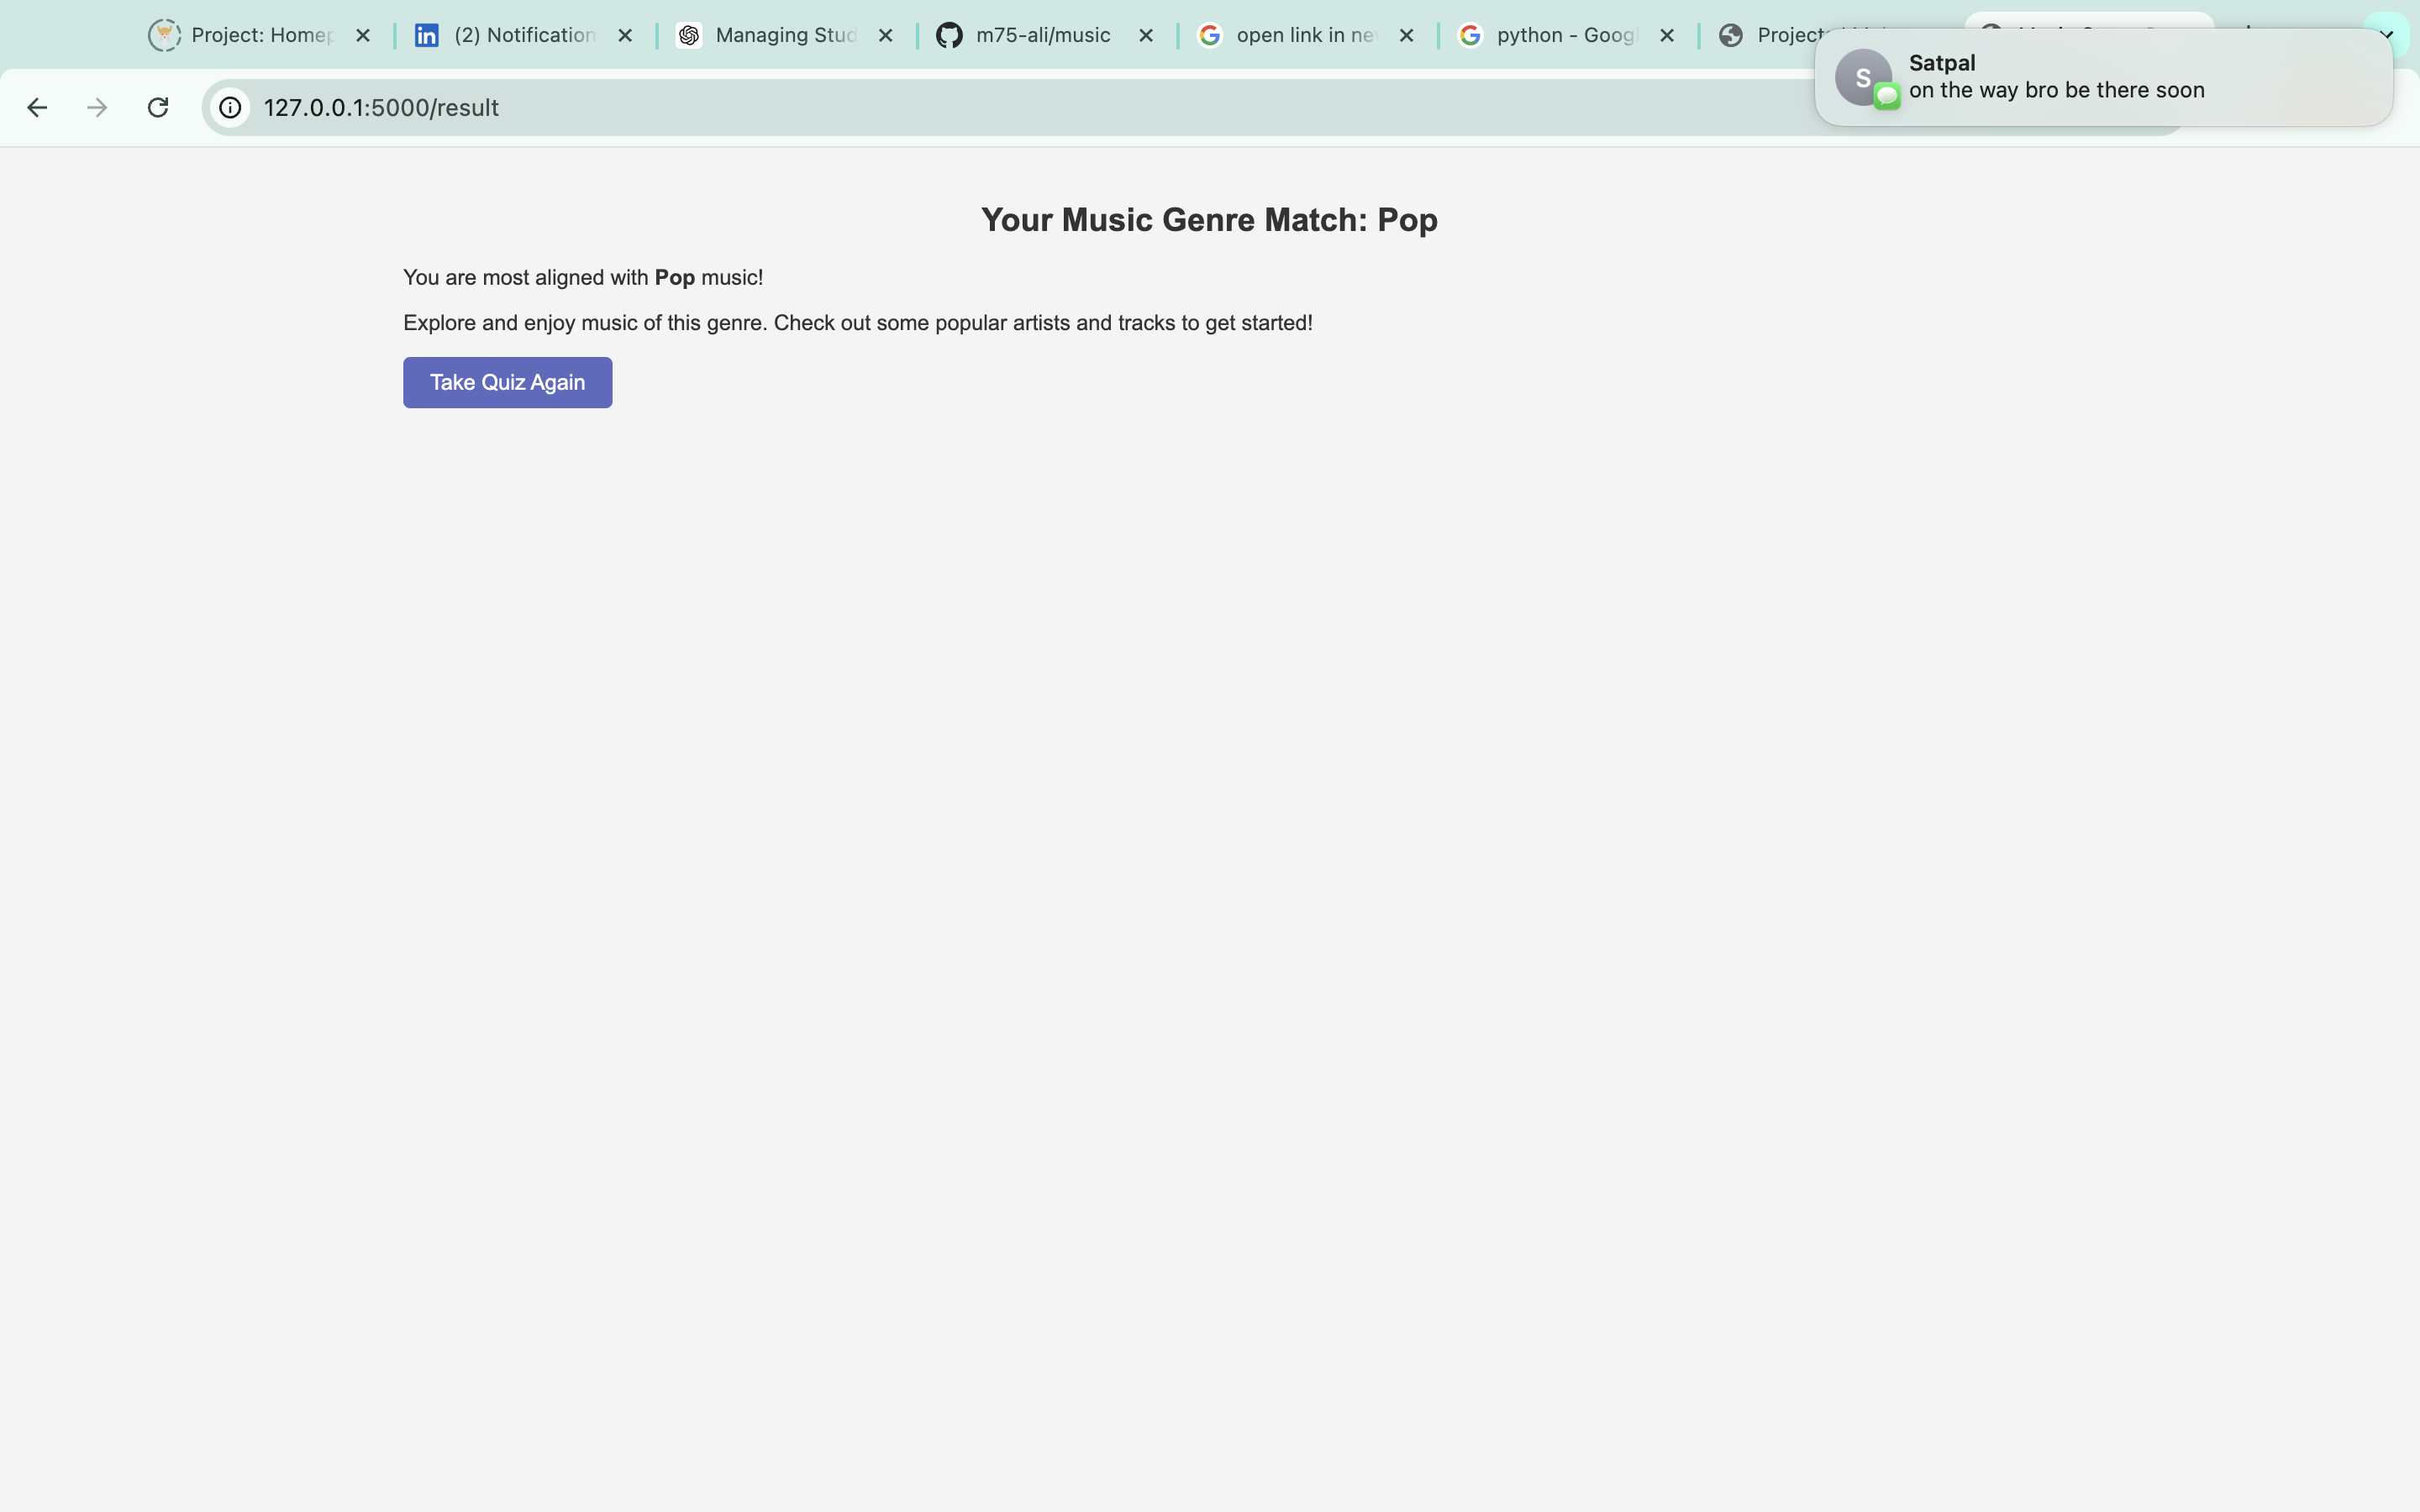 Project: Home
(2) Notification
Managing Stud
m75-ali/music
open link in ne
python - Goog
Project
Satpal
on the way bro be there soon
127.0.0.1:5000/result
S
Your Music Genre Match: Pop
You are most aligned with Pop music!
Explore and enjoy music of this genre. Check out some popular artists and tracks to get started!
Take Quiz Again